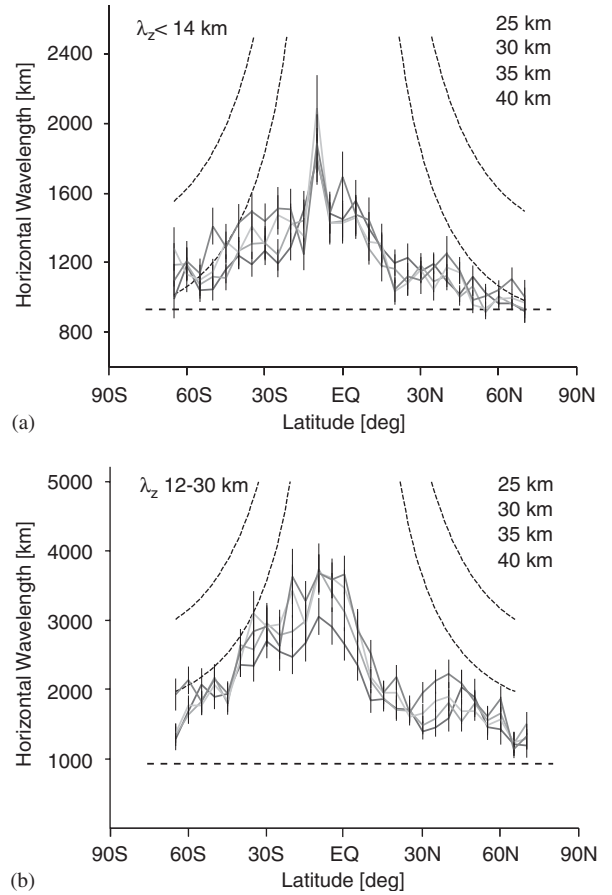 λz < 14 km
25 km
30 km
35 km
40 km
2400
2000
1600
1200
800
Horizontal Wavelength [km]
90S 60S 30S EQ 30N 60N 90N
Latitude [deg]
(a)
λz 12-30 km
25 km
30 km
35 km
40 km
5000
4000
3000
2000
1000
Horizontal Wavelength [km]
90S 60S 30S EQ 30N 60N 90N
Latitude [deg]
(b)